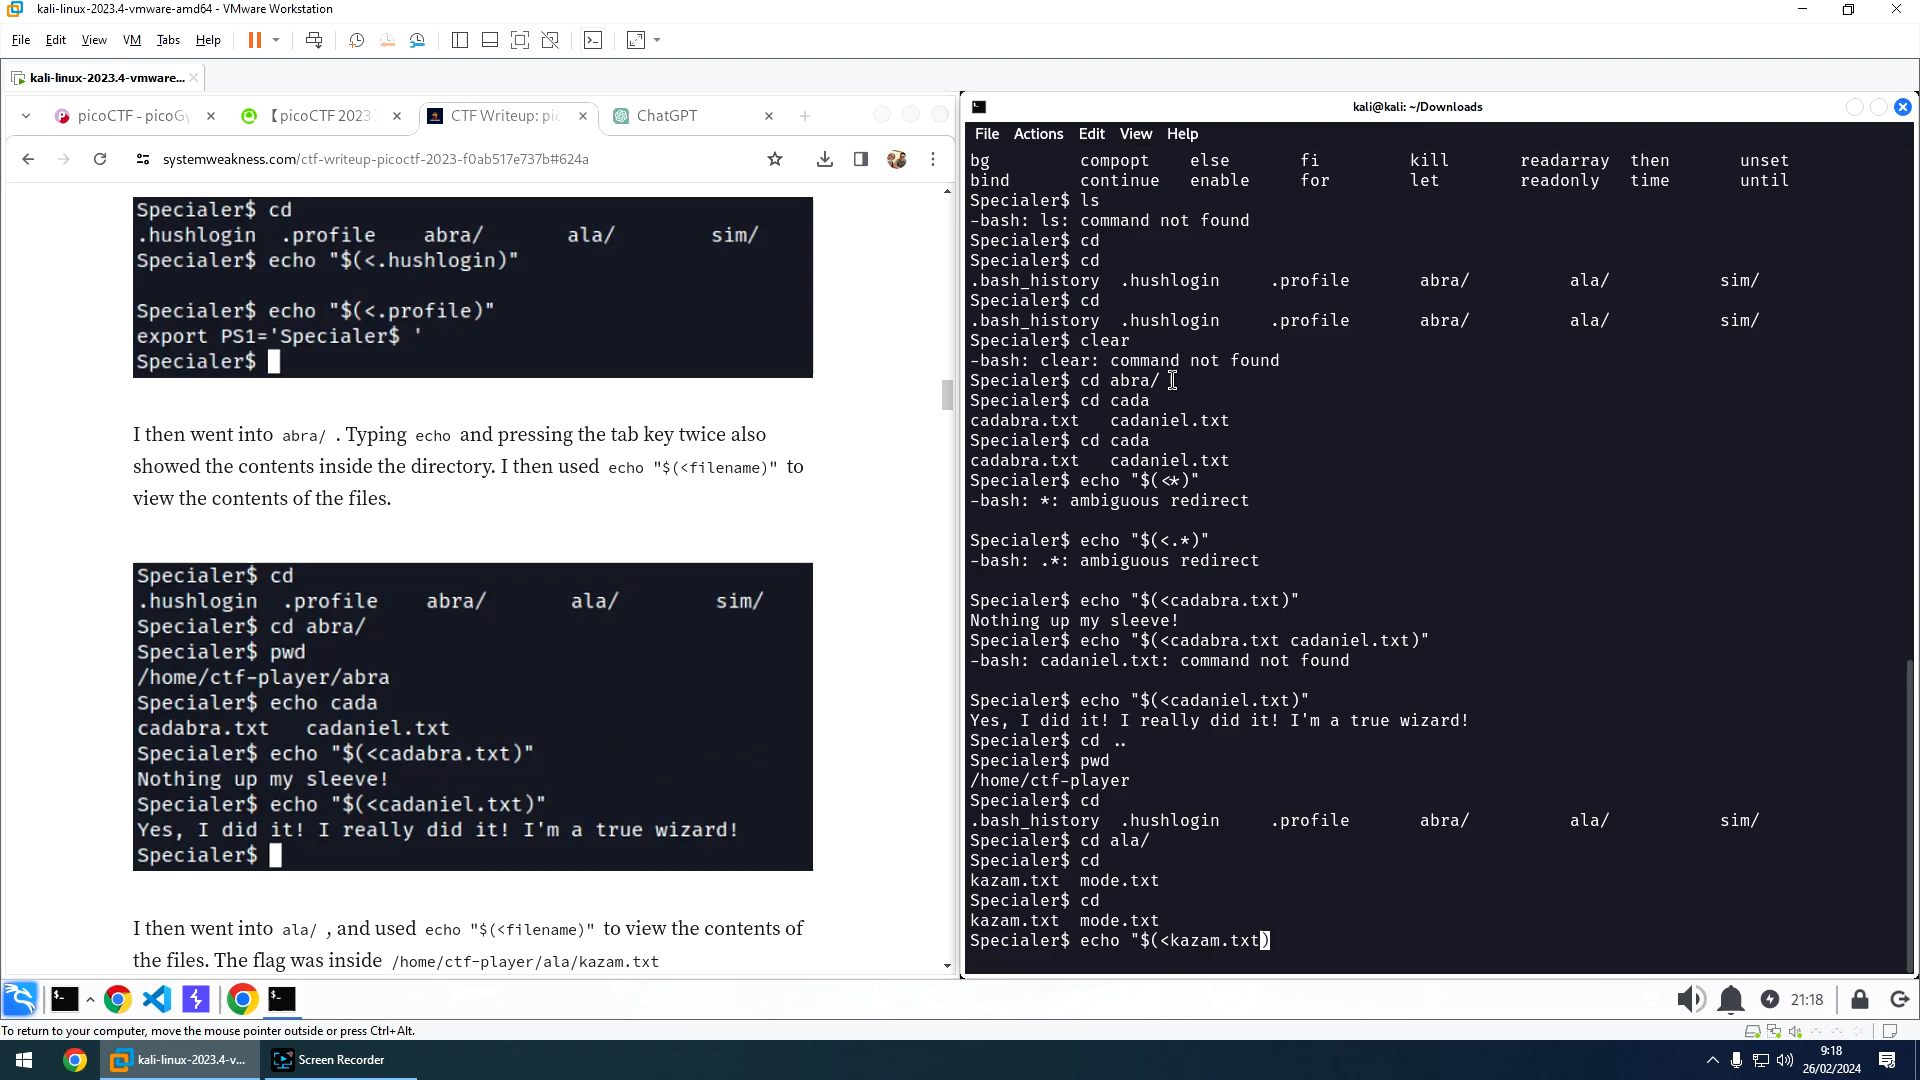 kali-linux-2023.4-vmware-amd64 - VMware Workstation
File Edit View VM Tabs Help
kali-linux-2023.4-vmware...
picoCTF - picoGy
【picoCTF 2023
CTF Writeup: pic
ChatGPT
systemweakness.com/ctf-writeup-picoctf-2023-f0ab517e737b#624a
Specialer$ cd
.hushlogin .profile abra/ ala/ sim/
Specialer$ echo "$(<.hushlogin)"
Specialer$ echo "$(<.profile)"
export PS1='Specialer$ '
Specialer$
I then went into abra/ . Typing echo and pressing the tab key twice also
showed the contents inside the directory. I then used echo "$(<filename)" to
view the contents of the files.
Specialer$ cd
.hushlogin .profile abra/ ala/ sim/
Specialer$ cd abra/
Specialer$ pwd
/home/ctf-player/abra
Specialer$ echo cada
cadabra.txt cadaniel.txt
Specialer$ echo "$(<cadabra.txt)"
Nothing up my sleeve!
Specialer$ echo "$(<cadaniel.txt)"
Yes, I did it! I really did it! I'm a true wizard!
Specialer$
I then went into ala/ , and used echo "$(<filename)" to view the contents of
the files. The flag was inside /home/ctf-player/ala/kazam.txt
kali@kali: ~/Downloads
File Actions Edit View Help
bg compopt else fi kill readarray then unset
bind continue enable for let readonly time until
Specialer$ ls
-bash: ls: command not found
Specialer$ cd
Specialer$ cd
.bash_history .hushlogin .profile abra/ ala/ sim/
Specialer$ cd
.bash_history .hushlogin .profile abra/ ala/ sim/
Specialer$ clear
-bash: clear: command not found
Specialer$ cd abra/
Specialer$ cd cada
cadabra.txt cadaniel.txt
Specialer$ cd cada
cadabra.txt cadaniel.txt
Specialer$ echo "$(<*)"
-bash: *: ambiguous redirect
Specialer$ echo "$(<.*)"
-bash: .*: ambiguous redirect
Specialer$ echo "$(<cadabra.txt)"
Nothing up my sleeve!
Specialer$ echo "$(<cadabra.txt cadaniel.txt)"
-bash: cadaniel.txt: command not found
Specialer$ echo "$(<cadaniel.txt)"
Yes, I did it! I really did it! I'm a true wizard!
Specialer$ cd ..
Specialer$ pwd
/home/ctf-player
Specialer$ cd
.bash_history .hushlogin .profile abra/ ala/ sim/
Specialer$ cd ala/
Specialer$ cd
kazam.txt mode.txt
Specialer$ cd
kazam.txt mode.txt
Specialer$ echo "$(<kazam.txt)
21:18
To return to your computer, move the mouse pointer outside or press Ctrl+Alt.
kali-linux-2023.4-v...
Screen Recorder
9:18
26/02/2024